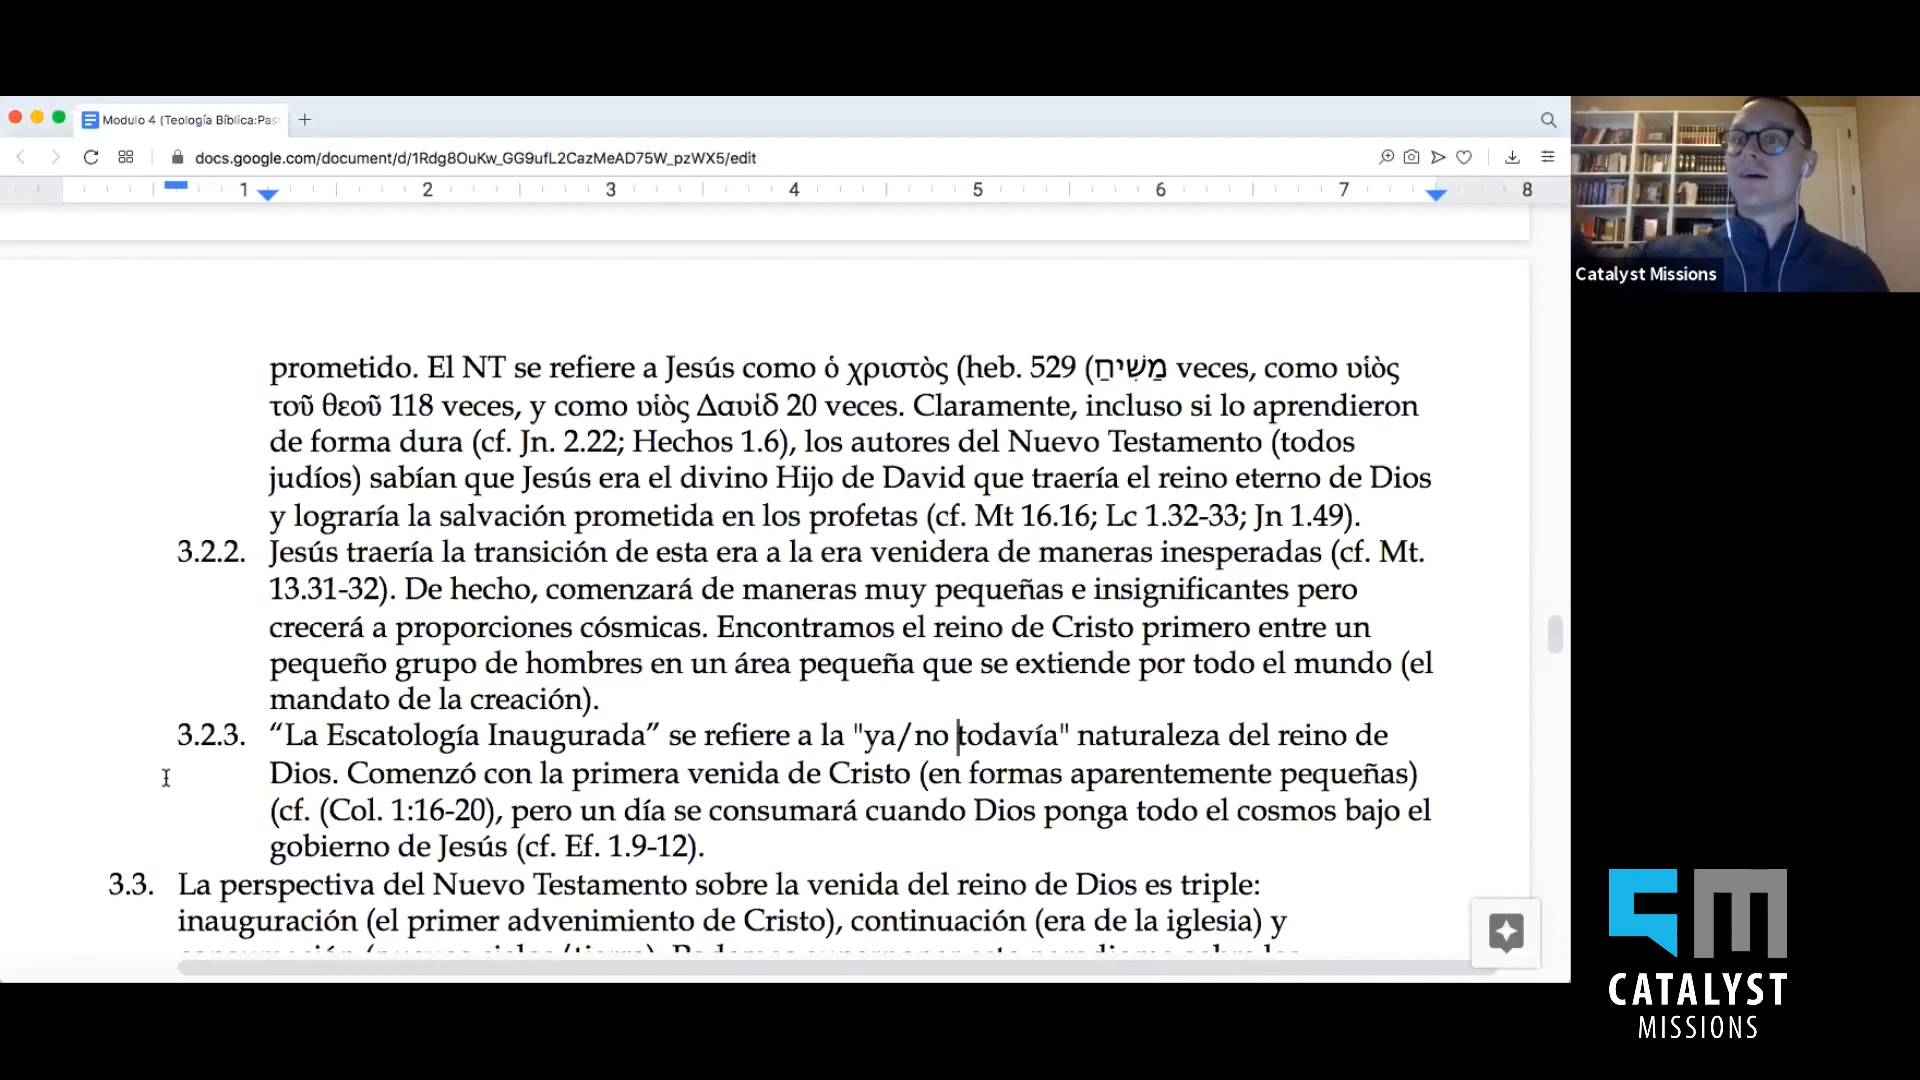 Modulo 4 (Teología Bíblica:Pas
docs.google.com/document/d/1Rdg8OuKw_GG9ufL2CazMeAD75W_pzWX5/edit
1 2 3 4 5 6 7 8
Catalyst Missions
prometido. El NT se refiere a Jesús como ὁ χριστὸς (heb. 529 (מַשִׁיחַ veces, como υἱὸς
τοῦ θεοῦ 118 veces, y como υἱὸς Δαυίδ 20 veces. Claramente, incluso si lo aprendieron
de forma dura (cf. Jn. 2.22; Hechos 1.6), los autores del Nuevo Testamento (todos
judíos) sabían que Jesús era el divino Hijo de David que traería el reino eterno de Dios
y lograría la salvación prometida en los profetas (cf. Mt 16.16; Lc 1.32-33; Jn 1.49).
3.2.2. Jesús traería la transición de esta era a la era venidera de maneras inesperadas (cf. Mt.
13.31-32). De hecho, comenzará de maneras muy pequeñas e insignificantes pero
crecerá a proporciones cósmicas. Encontramos el reino de Cristo primero entre un
pequeño grupo de hombres en un área pequeña que se extiende por todo el mundo (el
mandato de la creación).
3.2.3. “La Escatología Inaugurada” se refiere a la "ya/no todavía" naturaleza del reino de
Dios. Comenzó con la primera venida de Cristo (en formas aparentemente pequeñas)
(cf. (Col. 1:16-20), pero un día se consumará cuando Dios ponga todo el cosmos bajo el
gobierno de Jesús (cf. Ef. 1.9-12).
3.3. La perspectiva del Nuevo Testamento sobre la venida del reino de Dios es triple:
inauguración (el primer advenimiento de Cristo), continuación (era de la iglesia) y
CATALYST
MISSIONS